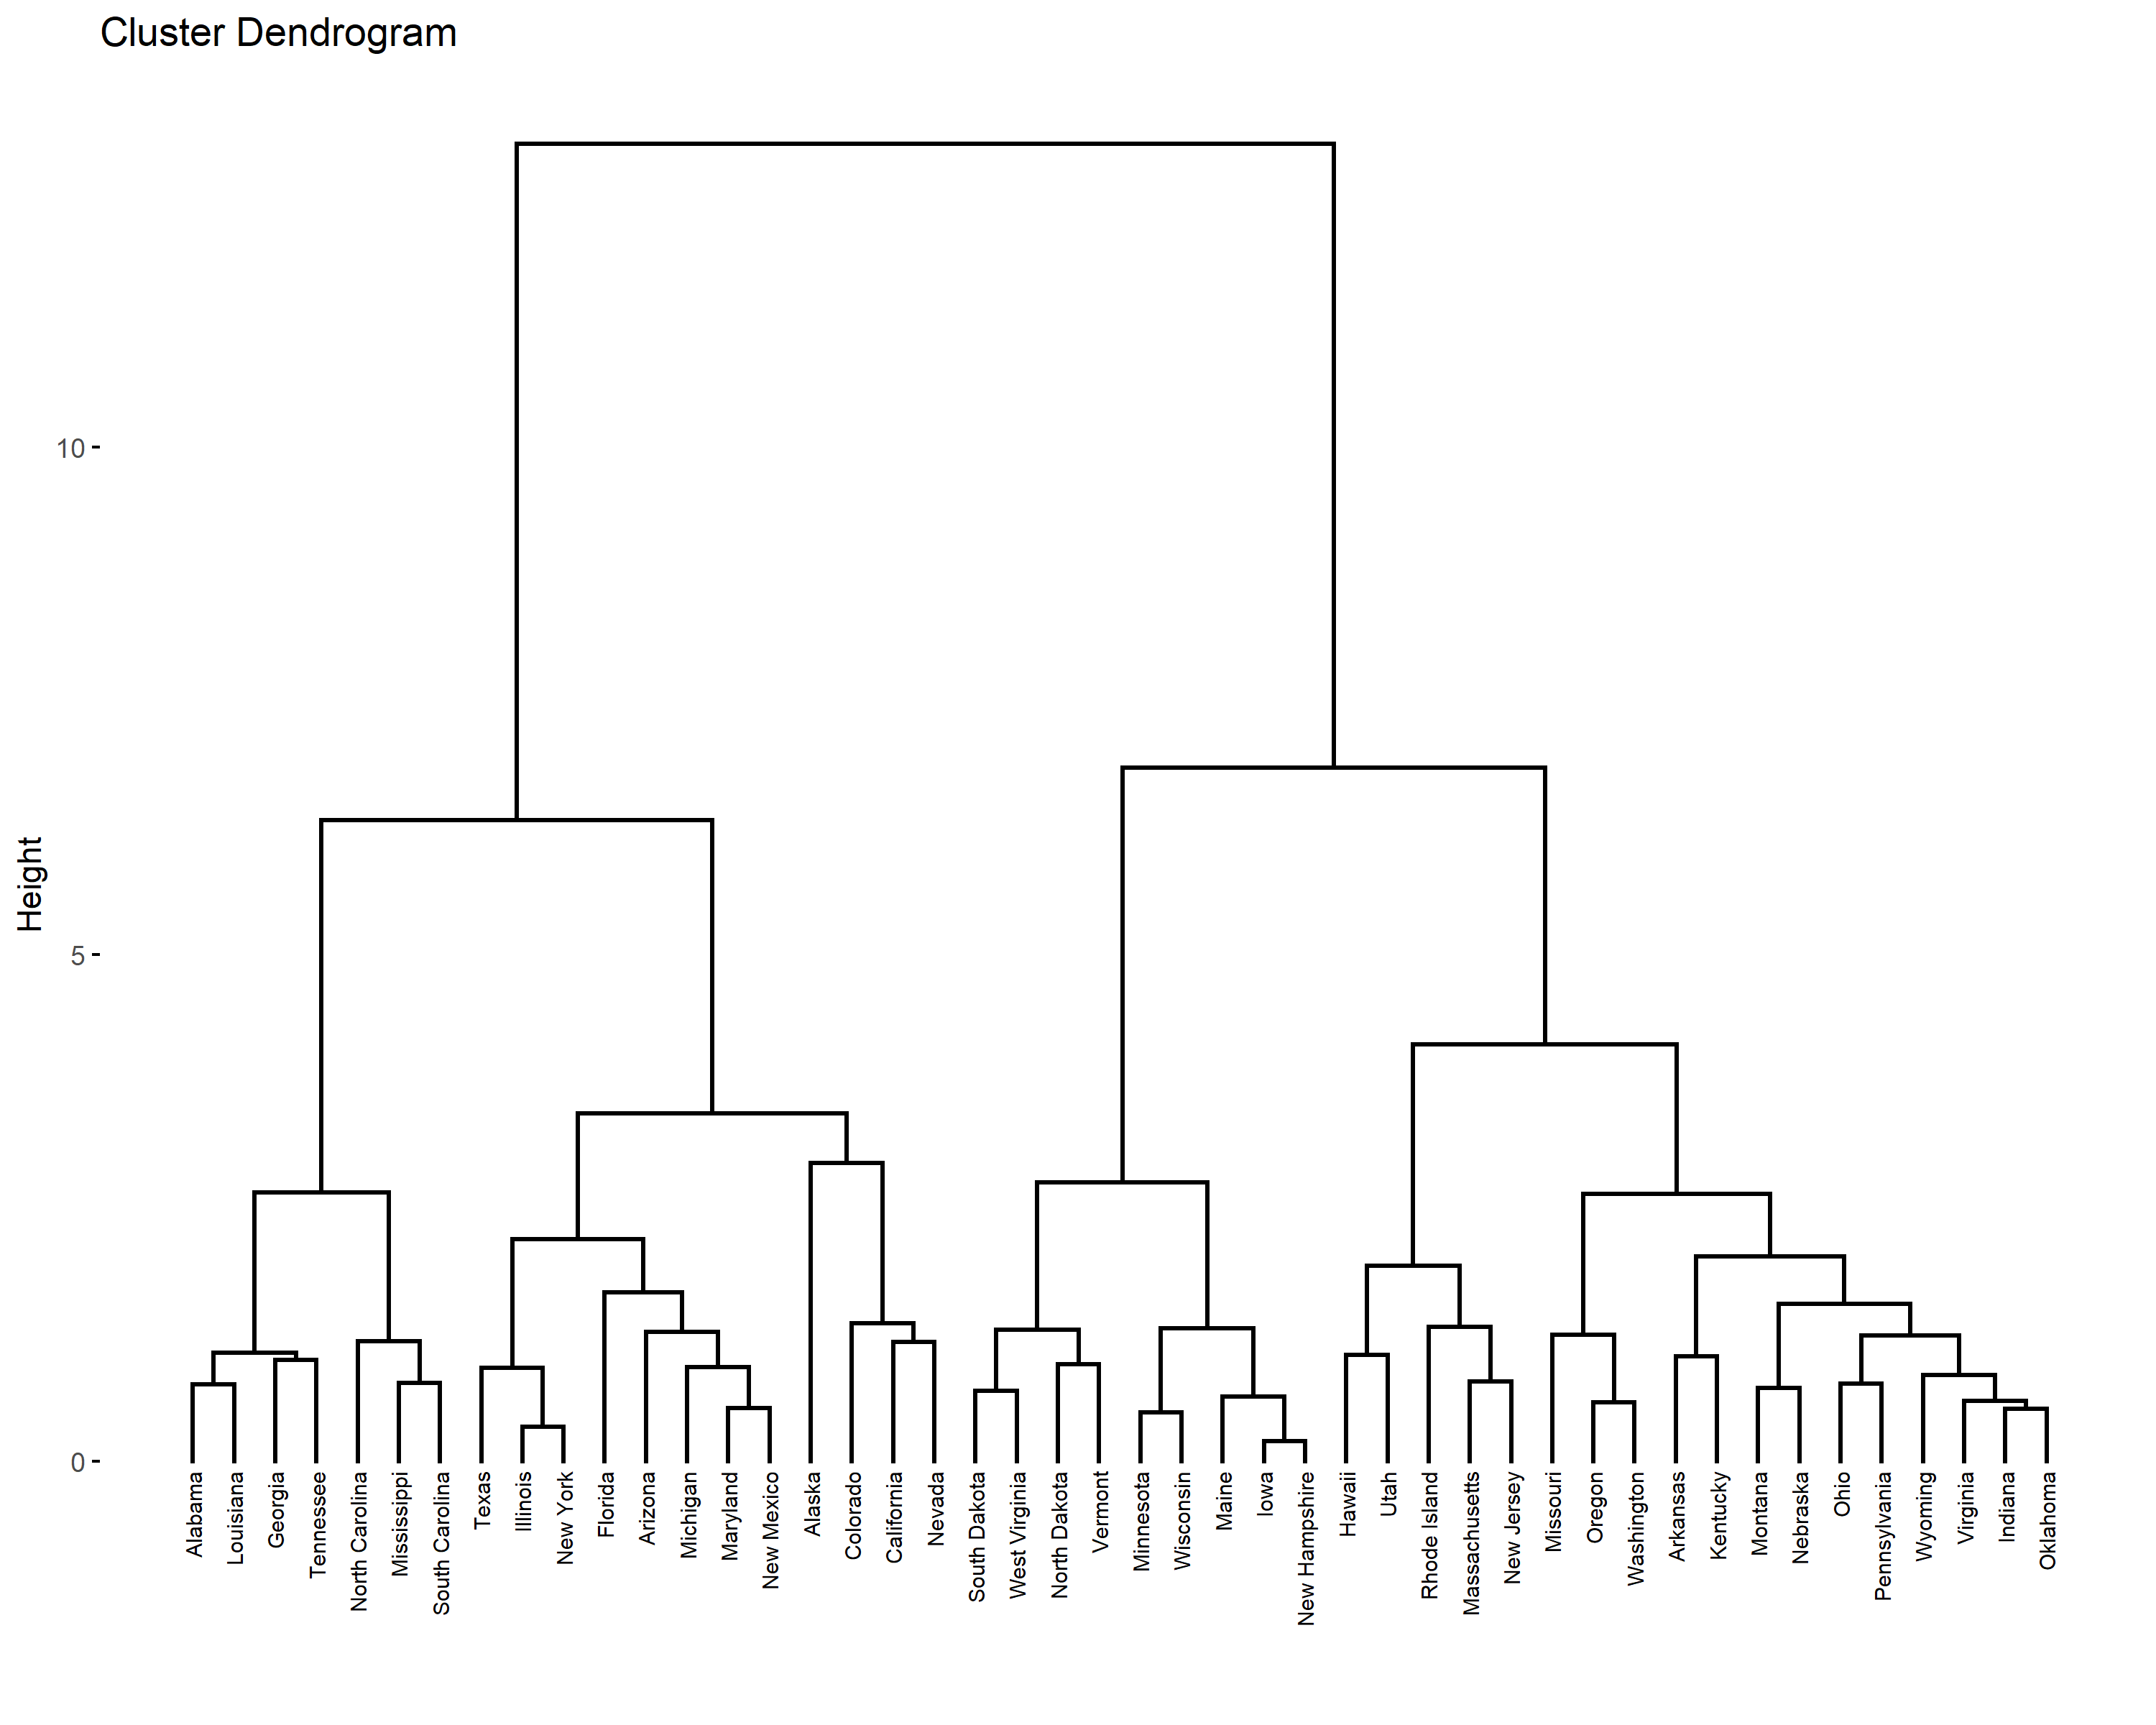 Cluster Dendrogram
Height
10
5
0
Alabama
Louisiana
Georgia
Tennessee
North Carolina
Mississippi
South Carolina
Texas
Illinois
New York
Florida
Arizona
Michigan
Maryland
New Mexico
Alaska
Colorado
California
Nevada
South Dakota
West Virginia
North Dakota
Vermont
Minnesota
Wisconsin
Maine
Iowa
New Hampshire
Hawaii
Utah
Rhode Island
Massachusetts
New Jersey
Missouri
Oregon
Washington
Arkansas
Kentucky
Montana
Nebraska
Ohio
Pennsylvania
Wyoming
Virginia
Indiana
Oklahoma